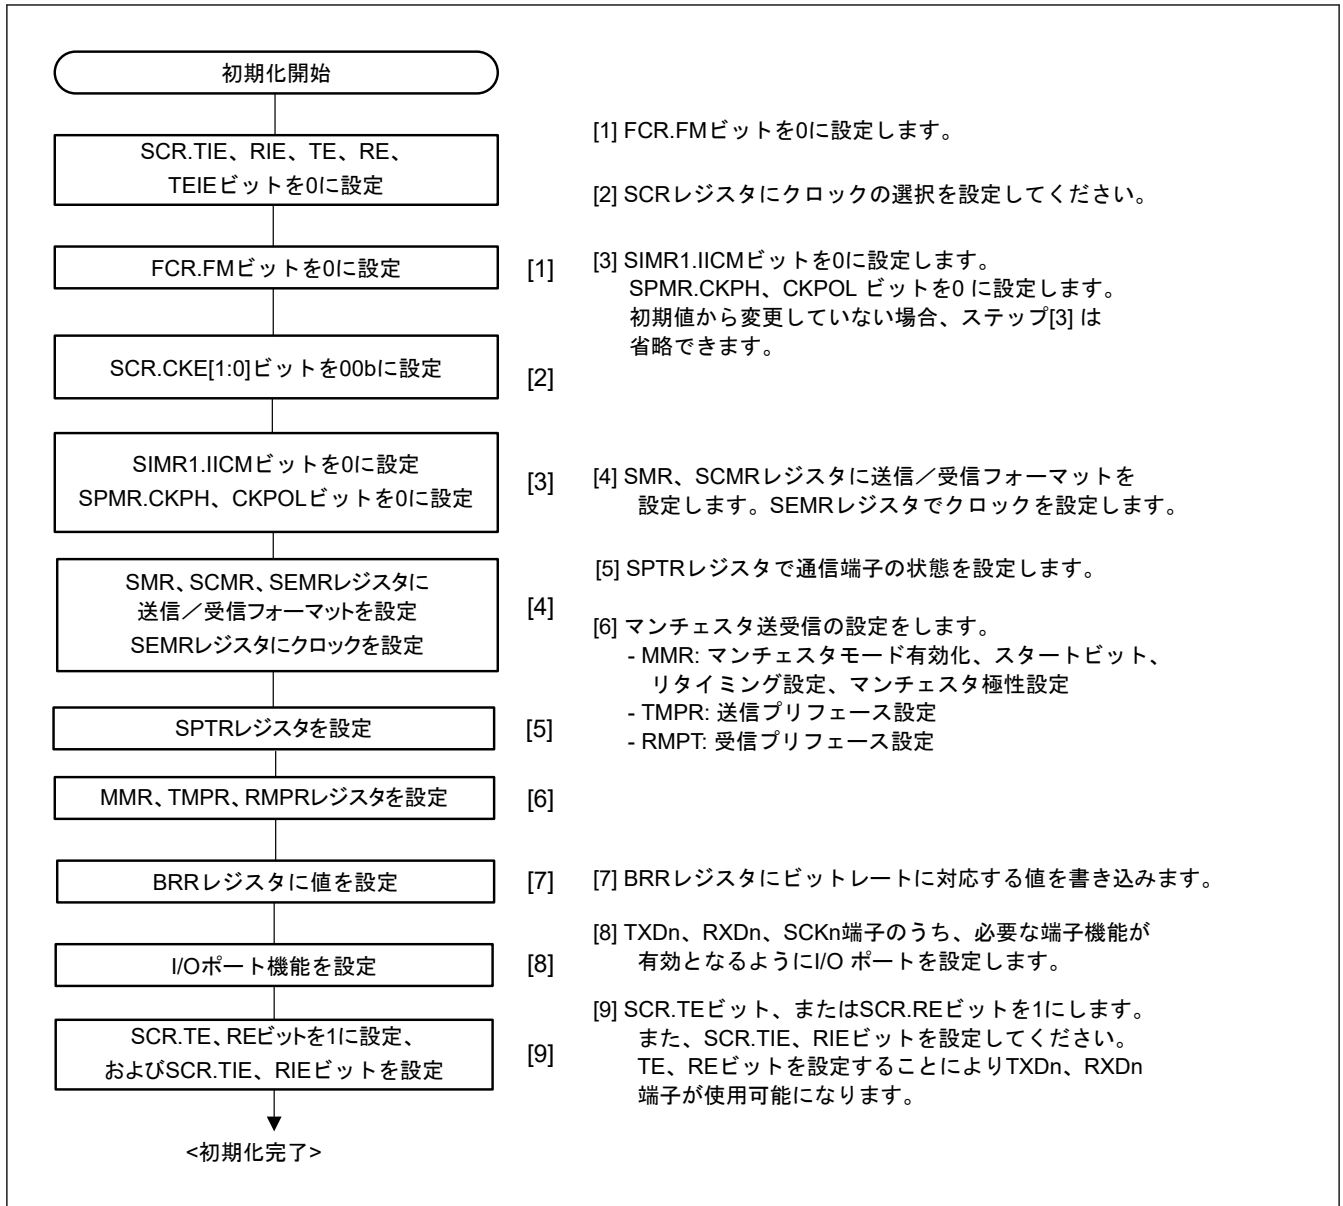 初期化開始
SCR.TIE、RIE、TE、RE、
TEIEビットを0に設定
FCR.FMビットを0に設定
[1]
SCR.CKE[1:0]ビットを00bに設定
[2]
SIMR1.IICMビットを0に設定
SPMR.CKPH、CKPOLビットを0に設定
[3]
SMR、SCMR、SEMRレジスタに
送信／受信フォーマットを設定
SEMRレジスタにクロックを設定
[4]
SPTRレジスタを設定
[5]
MMR、TMPR、RMPRレジスタを設定
[6]
BRRレジスタに値を設定
[7]
I/Oポート機能を設定
[8]
SCR.TE、REビットを1に設定、
およびSCR.TIE、RIEビットを設定
[9]
<初期化完了>
[1] FCR.FMビットを0に設定します。
[2] SCRレジスタにクロックの選択を設定してください。
[3] SIMR1.IICMビットを0に設定します。
SPMR.CKPH、CKPOL ビットを0 に設定します。
初期値から変更していない場合、ステップ[3] は
省略できます。
[4] SMR、SCMRレジスタに送信／受信フォーマットを
設定します。SEMRレジスタでクロックを設定します。
[5] SPTRレジスタで通信端子の状態を設定します。
[6] マンチェスタ送受信の設定をします。
- MMR: マンチェスタモード有効化、スタートビット、
リタイミング設定、マンチェスタ極性設定
- TMPR: 送信プリフェース設定
- RMPT: 受信プリフェース設定
[7] BRRレジスタにビットレートに対応する値を書き込みます。
[8] TXDn、RXDn、SCKn端子のうち、必要な端子機能が
有効となるようにI/O ポートを設定します。
[9] SCR.TEビット、またはSCR.REビットを1にします。
また、SCR.TIE、RIEビットを設定してください。
TE、REビットを設定することによりTXDn、RXDn
端子が使用可能になります。